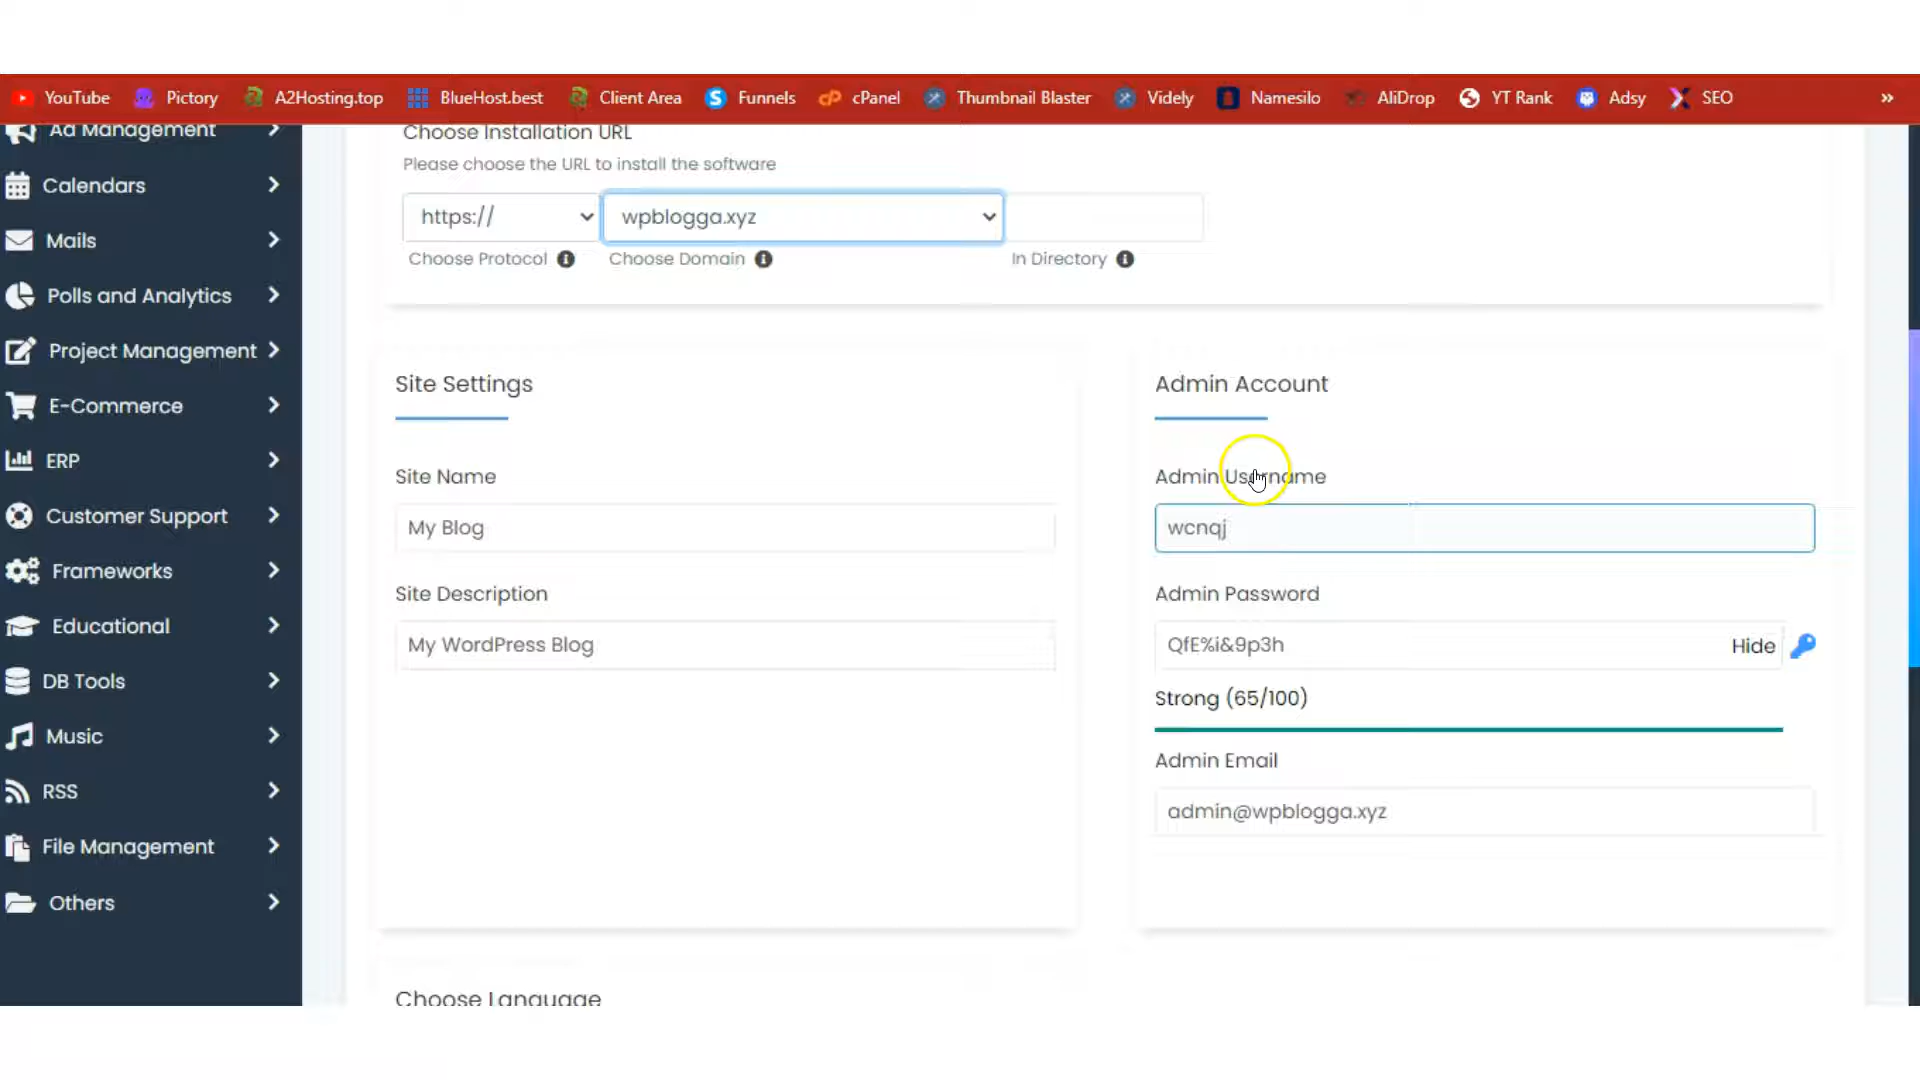 YouTube Pictory A2Hosting.top BlueHost.best Client Area Funnels cPanel Thumbnail Blaster Videly Namesilo AliDrop YT Rank Adsy SEO »
Ad Management
Calendars
Mails
Polls and Analytics
Project Management
E-Commerce
ERP
Customer Support
Frameworks
Educational
DB Tools
Music
RSS
File Management
Others
Choose Installation URL
Please choose the URL to install the software
https:// wpblogga.xyz
Choose Protocol Choose Domain In Directory
Site Settings
Site Name
My Blog
Site Description
My WordPress Blog
Admin Account
Admin Username
wcnqj
Admin Password
QfE%i&9p3h Hide
Strong (65/100)
Admin Email
admin@wpblogga.xyz
Choose Language